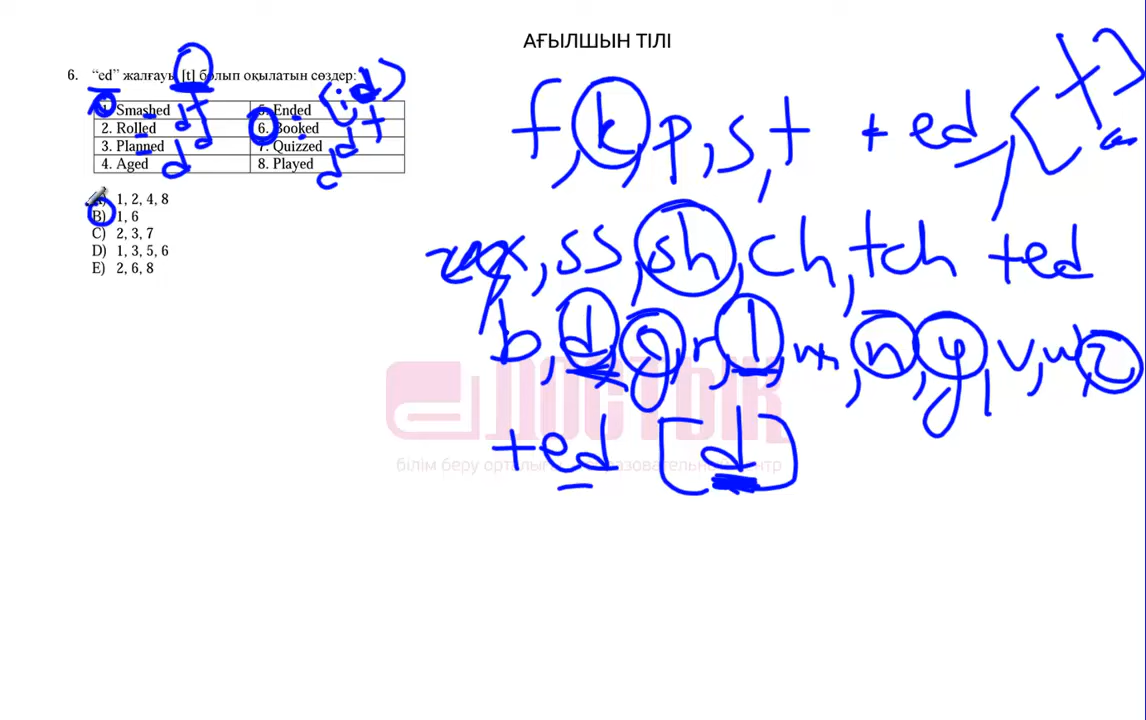 АҒЫЛШЫН ТІЛІ
6. “ed” жалғауы [t] болып оқылатын сөздер:
1. Smashed 5. Ended
2. Rolled 6. Booked
3. Planned 7. Quizzed
4. Aged 8. Played
A) 1, 2, 4, 8
B) 1, 6
C) 2, 3, 7
D) 1, 3, 5, 6
E) 2, 6, 8
t [id]
d t
d d
d d
f, k, p, s, t + ed, [t]
x, ss, sh, ch, tch +ed
b, d, g, r, l, m, n, y, v, w, z
+ed [d]
ДОСТЫҚ
білім беру